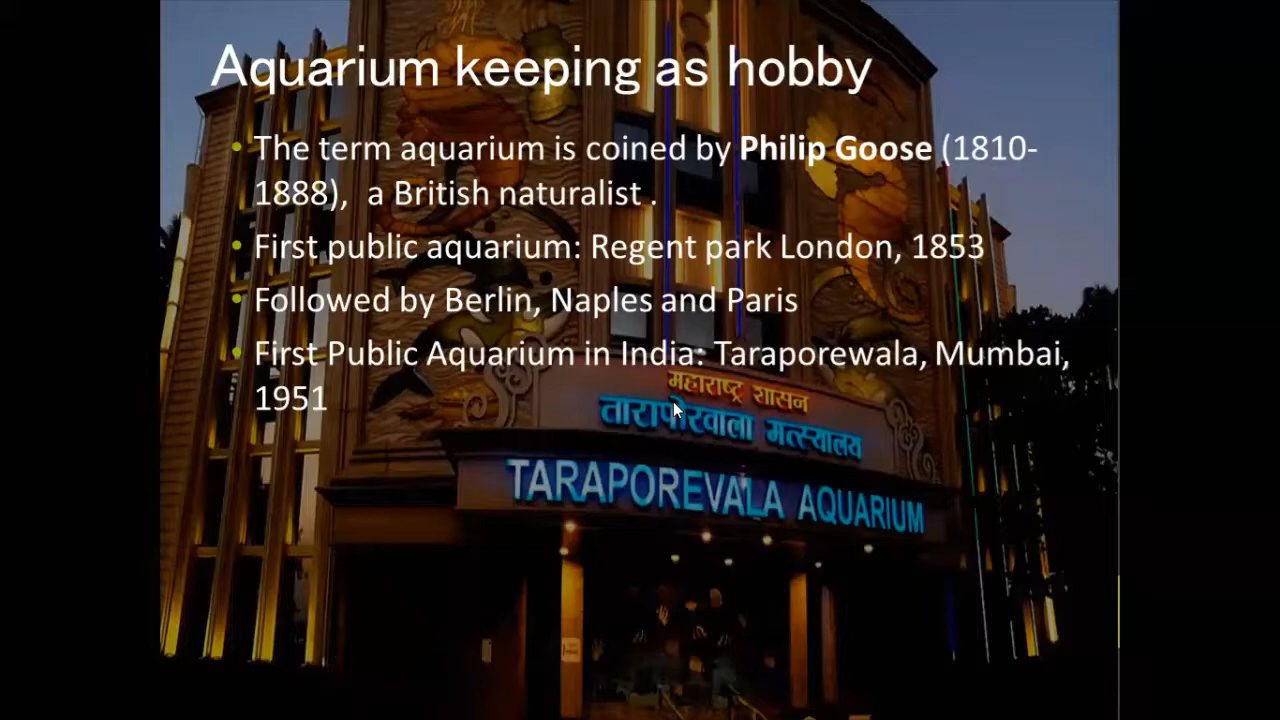 Aquarium keeping as hobby
• The term aquarium is coined by Philip Goose (1810-
1888),  a British naturalist .
• First public aquarium: Regent park London, 1853
• Followed by Berlin, Naples and Paris
• First Public Aquarium in India: Taraporewala, Mumbai,
1951
महाराष्ट्र शासन
तारापोरवाला मत्स्यालय
TARAPOREVALA AQUARIUM